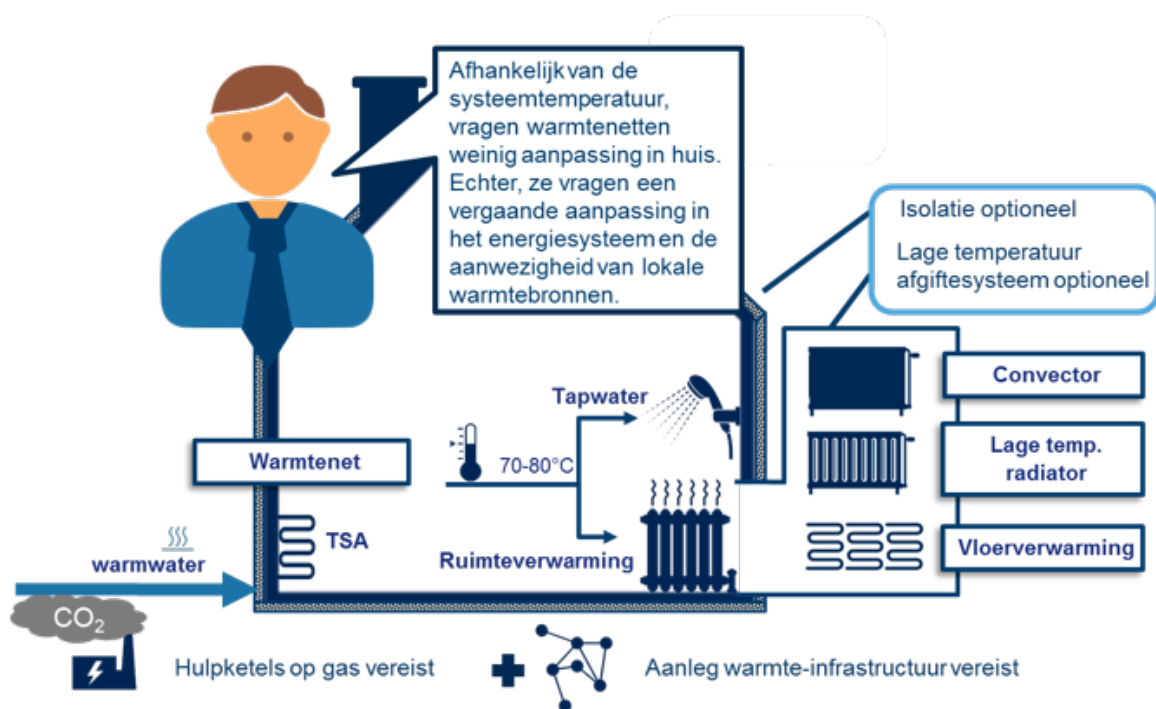 Afhankelijk van de
systeemtemperatuur,
vragen warmtenetten
weinig aanpassing in huis.
Echter, ze vragen een
vergaande aanpassing in
het energiesysteem en de
aanwezigheid van lokale
warmtebronnen.
Isolatie optioneel
Lage temperatuur
afgiftesysteem optioneel
Convector
Tapwater
Warmtenet
70-80°C
Lage temp.
radiator
TSA
Ruimteverwarming
Vloerverwarming
warmwater
CO₂
Hulpketels op gas vereist
Aanleg warmte-infrastructuur vereist